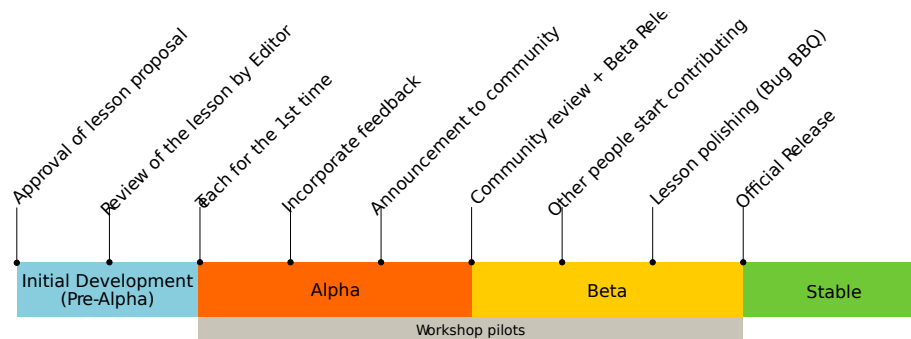 Approval of lesson proposal
Review of the lesson by Editor
Teach for the 1st time
Incorporate feedback
Announcement to community
Community review + Beta Rele
Other people start contributing
Lesson polishing (Bug BBQ)
Official Release
Initial Development
(Pre-Alpha)
Alpha
Beta
Stable
Workshop pilots